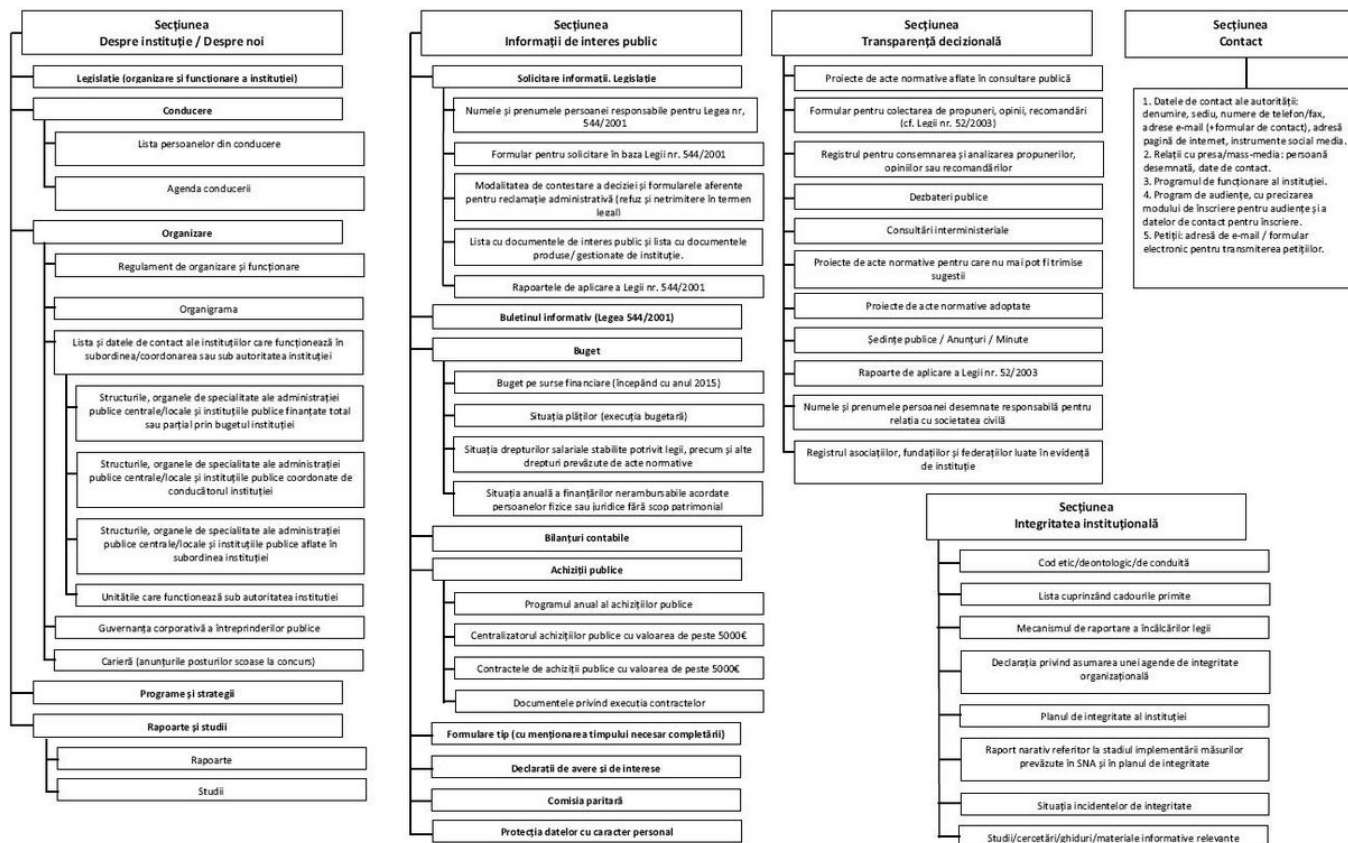 Secțiunea
Despre instituție / Despre noi
Legislație (organizare și funcționare a instituției)
Conducere
Lista persoanelor din conducere
Agenda conducerii
Organizare
Regulament de organizare și funcționare
Organigrama
Lista și datele de contact ale instituțiilor care funcționează în
subordinea/coordonarea sau sub autoritatea instituției
Structurile, organele de specialitate ale administrației
publice centrale/locale și instituțiile publice finanțate total
sau parțial prin bugetul instituției
Structurile, organele de specialitate ale administrației
publice centrale/locale și instituțiile publice coordonate de
conducătorul instituției
Structurile, organele de specialitate ale administrației
publice centrale/locale și instituțiile publice aflate în
subordinea instituției
Unitățile care funcționează sub autoritatea instituției
Guvernanța corporativă a întreprinderilor publice
Carieră (anunțurile posturilor scoase la concurs)
Programe și strategii
Rapoarte și studii
Rapoarte
Studii
Secțiunea
Informații de interes public
Solicitare informații. Legislație
Numele și prenumele persoanei responsabile pentru Legea nr,
544/2001
Formular pentru solicitare în baza Legii nr. 544/2001
Modalitatea de contestare a deciziei și formularele aferente
pentru reclamație administrativă (refuz și netrimitere în termen
legal)
Lista cu documentele de interes public și lista cu documentele
produse/ gestionate de instituție.
Rapoartele de aplicare a Legii nr. 544/2001
Buletinul informativ (Legea 544/2001)
Buget
Buget pe surse financiare (începând cu anul 2015)
Situația plăților (execuția bugetară)
Situația drepturilor salariale stabilite potrivit legii, precum și alte
drepturi prevăzute de acte normative
Situația anuală a finanțărilor nerambursabile acordate
persoanelor fizice sau juridice fără scop patrimonial
Bilanțuri contabile
Achiziții publice
Programul anual al achizițiilor publice
Centralizatorul achizițiilor publice cu valoarea de peste 5000€
Contractele de achiziții publice cu valoarea de peste 5000€
Documentele privind execuția contractelor
Formulare tip (cu menționarea timpului necesar completării)
Declarații de avere și de interese
Comisia paritară
Protecția datelor cu caracter personal
Secțiunea
Transparență decizională
Proiecte de acte normative aflate în consultare publică
Formular pentru colectarea de propuneri, opinii, recomandări
(cf. Legii nr. 52/2003)
Registrul pentru consemnarea și analizarea propunerilor,
opiniilor sau recomandărilor
Dezbateri publice
Consultări interministeriale
Proiecte de acte normative pentru care nu mai pot fi trimise
sugestii
Proiecte de acte normative adoptate
Ședințe publice / Anunțuri / Minute
Rapoarte de aplicare a Legii nr. 52/2003
Numele și prenumele persoanei desemnate responsabilă pentru
relația cu societatea civilă
Registrul asociațiilor, fundațiilor și federațiilor luate în evidență
de instituție
Secțiunea
Contact
1. Datele de contact ale autorității:
denumire, sediu, numere de telefon/fax,
adrese e-mail (+formular de contact), adresă
pagină de internet, instrumente social media.
2. Relații cu presa/mass-media: persoană
desemnată, date de contact.
3. Programul de funcționare al instituției.
4. Program de audiențe, cu precizarea
modului de înscriere pentru audiențe și a
datelor de contact pentru înscriere.
5. Petiții: adresă de e-mail / formular
electronic pentru transmiterea petițiilor.
Secțiunea
Integritatea instituțională
Cod etic/deontologic/de conduită
Lista cuprinzând cadourile primite
Mecanismul de raportare a încălcărilor legii
Declarația privind asumarea unei agende de integritate
organizațională
Planul de integritate al instituției
Raport narativ referitor la stadiul implementării măsurilor
prevăzute în SNA și în planul de integritate
Situația incidentelor de integritate
Studii/cercetări/ghiduri/materiale informative relevante